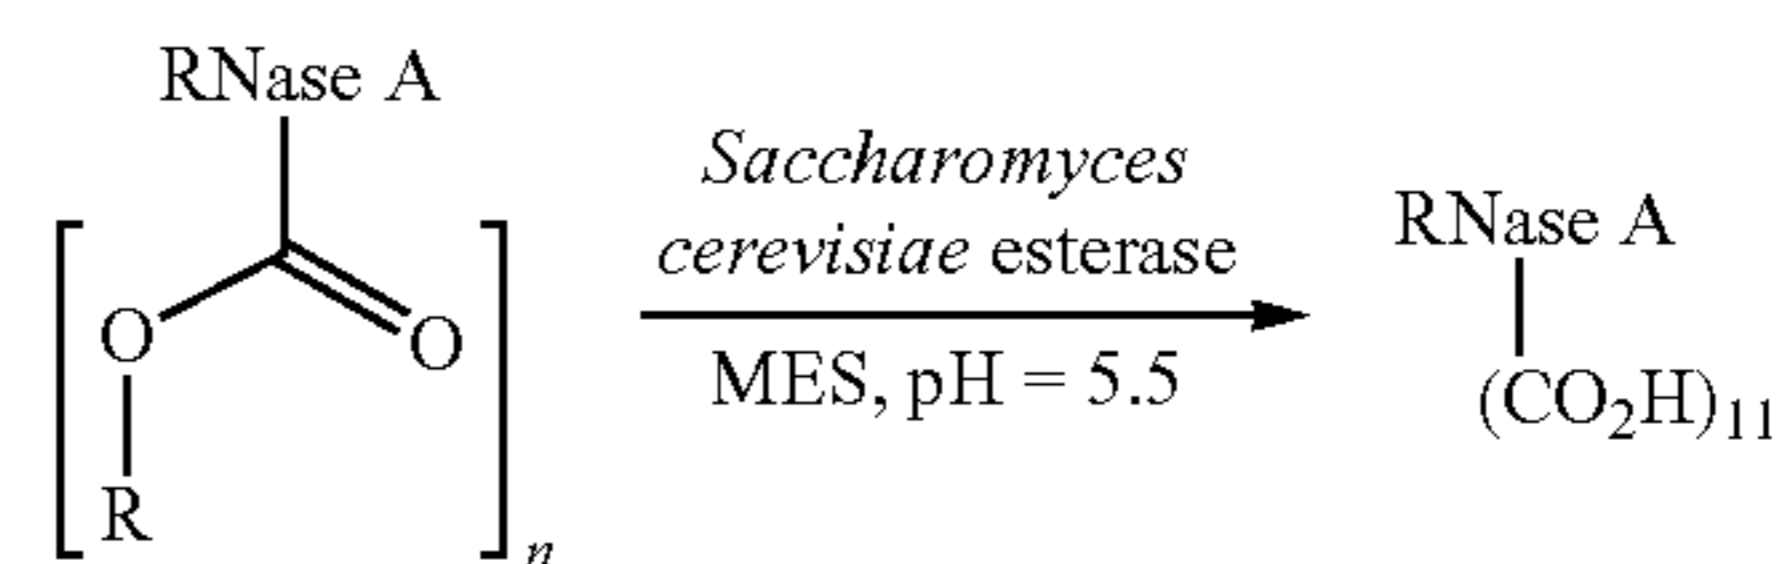 RNase A
O
O
R
n
Saccharomyces
cerevisiae esterase
MES, pH = 5.5
RNase A
(CO₂H)₁₁